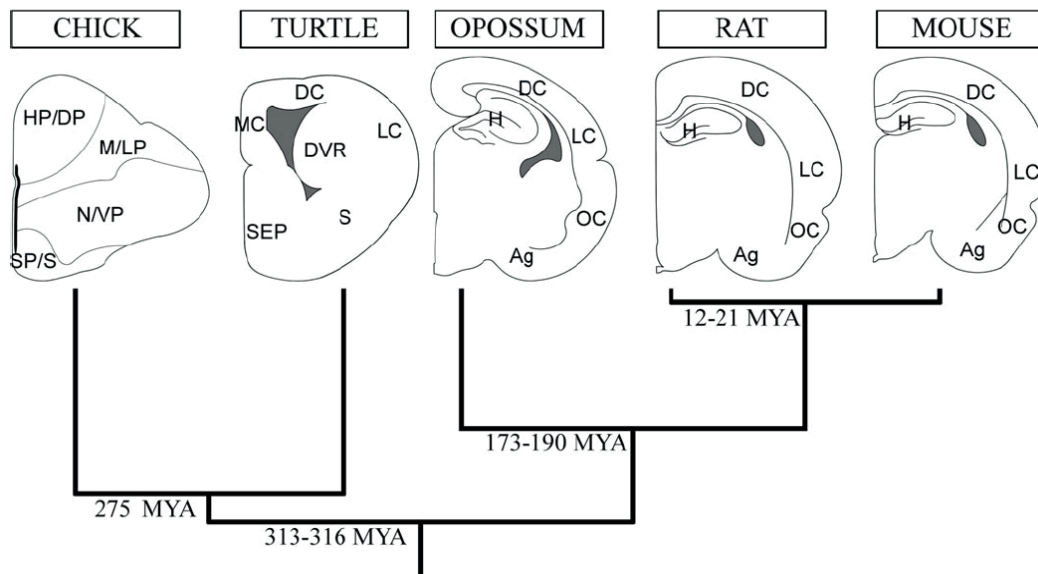 CHICK
TURTLE
OPOSSUM
RAT
MOUSE
HP/DP
M/LP
N/VP
SP/S
DC
MC
LC
DVR
SEP
S
DC
H
LC
OC
Ag
DC
H
LC
OC
Ag
DC
H
LC
OC
Ag
12-21 MYA
173-190 MYA
275 MYA
313-316 MYA